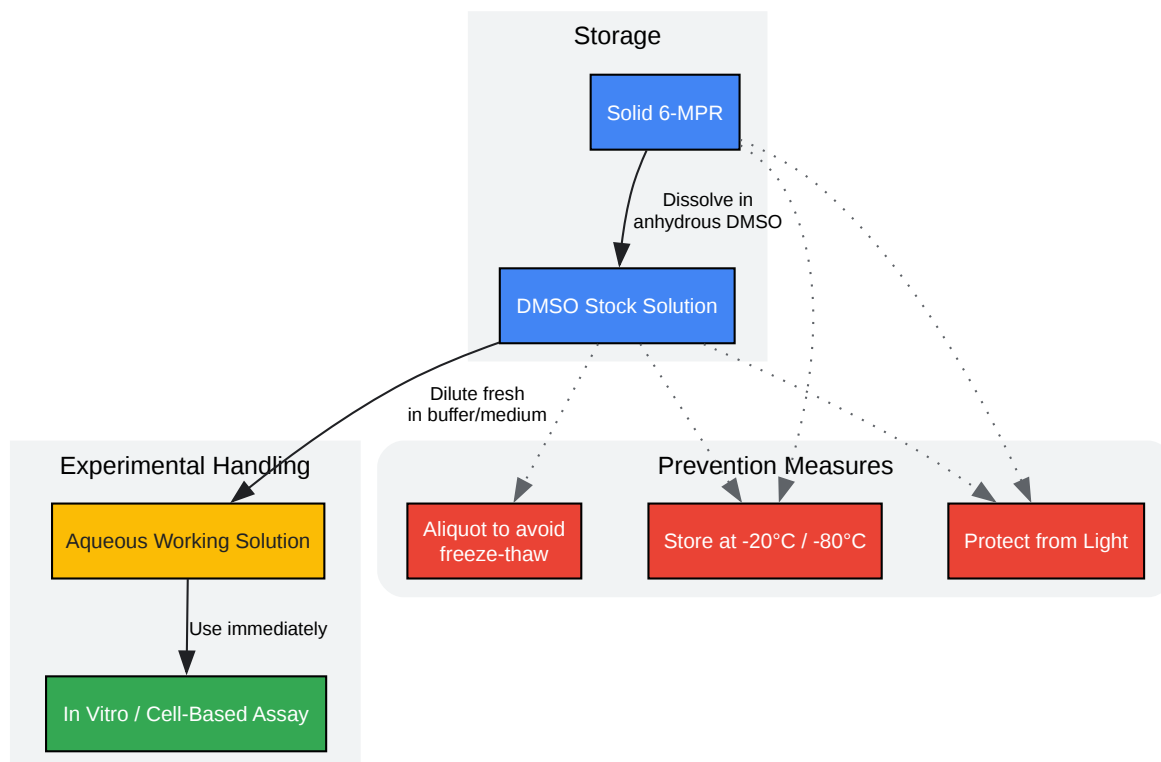 Storage
Solid 6-MPR
Dissolve in
anhydrous DMSO
DMSO Stock Solution
Dilute fresh
in buffer/medium
Experimental Handling
Prevention Measures
Aqueous Working Solution
Aliquot to avoid
freeze-thaw
Store at -20°C / -80°C
Protect from Light
Use immediately
In Vitro / Cell-Based Assay